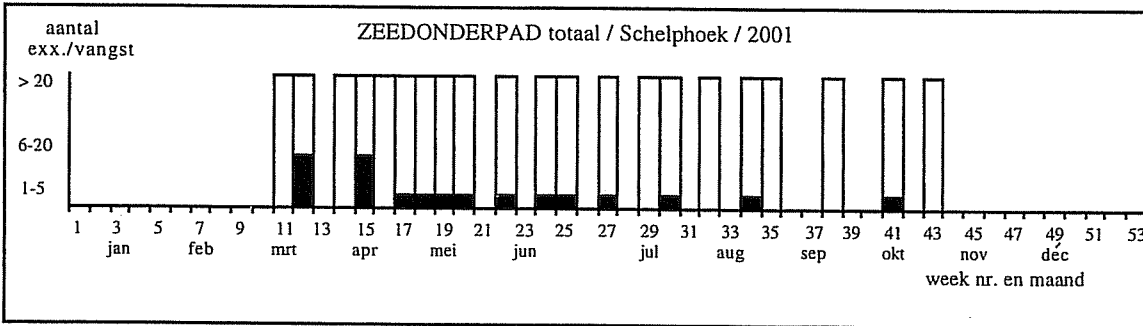 aantal
exx./vangst
ZEEDONDERPAD totaal / Schelphoek / 2001
> 20
6-20
1-5
1 3 5 7 9 11 13 15 17 19 21 23 25 27 29 31 33 35 37 39 41 43 45 47 49 51 53
jan feb mrt apr mei jun jul aug sep okt nov déc
week nr. en maand